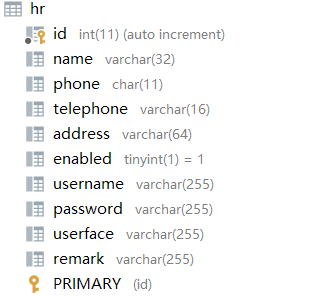 hr
id int(11) (auto increment)
name varchar(32)
phone char(11)
telephone varchar(16)
address varchar(64)
enabled tinyint(1) = 1
username varchar(255)
password varchar(255)
userface varchar(255)
remark varchar(255)
PRIMARY (id)